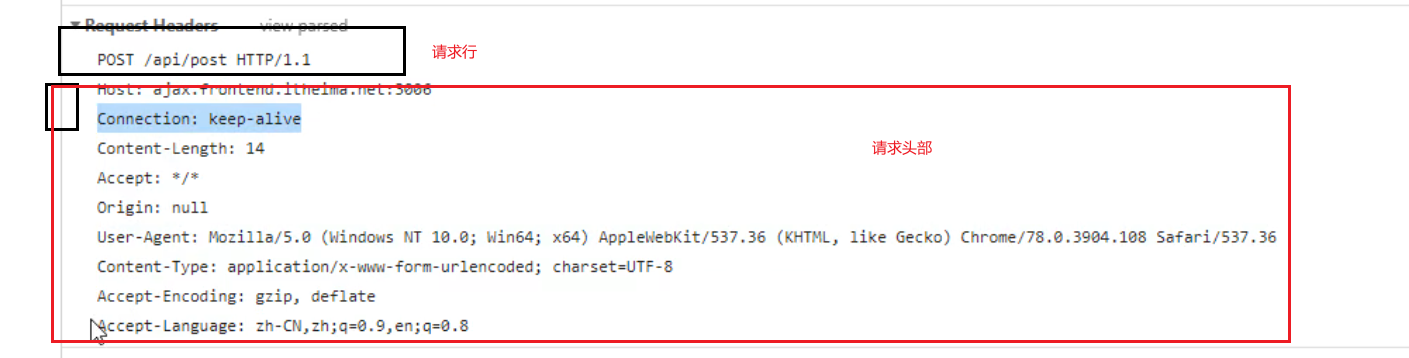 Request Headers view parsed
POST /api/post HTTP/1.1
请求行
Host: ajax.frontend.itheima.net:3006
Connection: keep-alive
Content-Length: 14
请求头部
Accept: */*
Origin: null
User-Agent: Mozilla/5.0 (Windows NT 10.0; Win64; x64) AppleWebKit/537.36 (KHTML, like Gecko) Chrome/78.0.3904.108 Safari/537.36
Content-Type: application/x-www-form-urlencoded; charset=UTF-8
Accept-Encoding: gzip, deflate
Accept-Language: zh-CN,zh;q=0.9,en;q=0.8